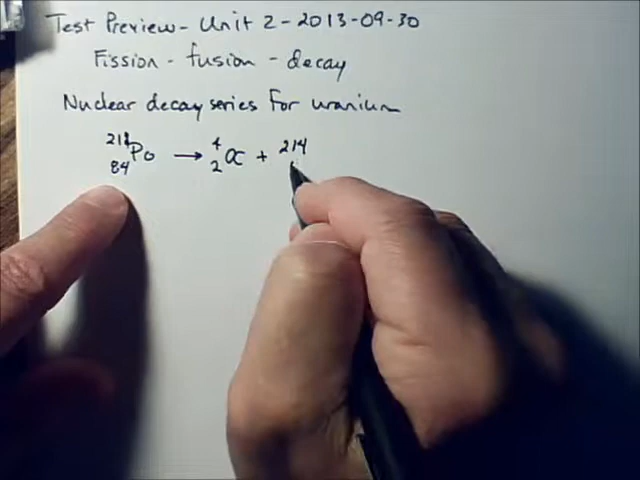 Test Preview - Unit 2 - 2013-09-30
Fission - fusion - decay
Nuclear decay series for uranium
218 84 Po → 4 2 α + 214